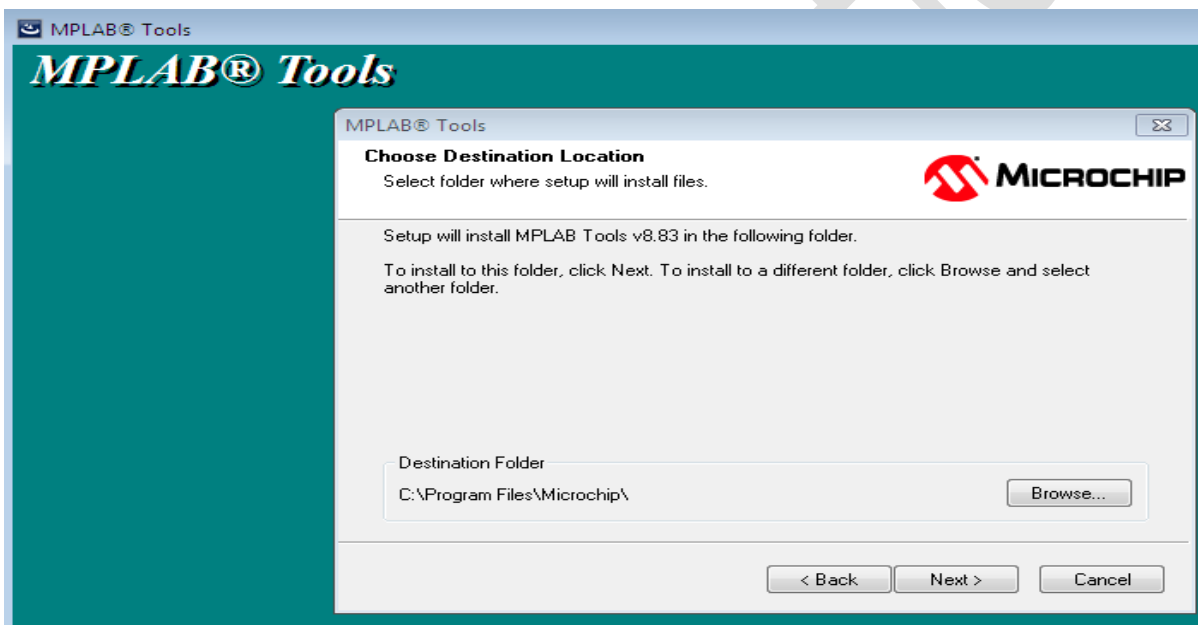 MPLAB® Tools
MPLAB® Tools
MPLAB® Tools
Choose Destination Location
Select folder where setup will install files.
MICROCHIP
Setup will install MPLAB Tools v8.83 in the following folder.
To install to this folder, click Next. To install to a different folder, click Browse and select
another folder.
Destination Folder
C:\Program Files\Microchip\
Browse...
< Back
Next >
Cancel